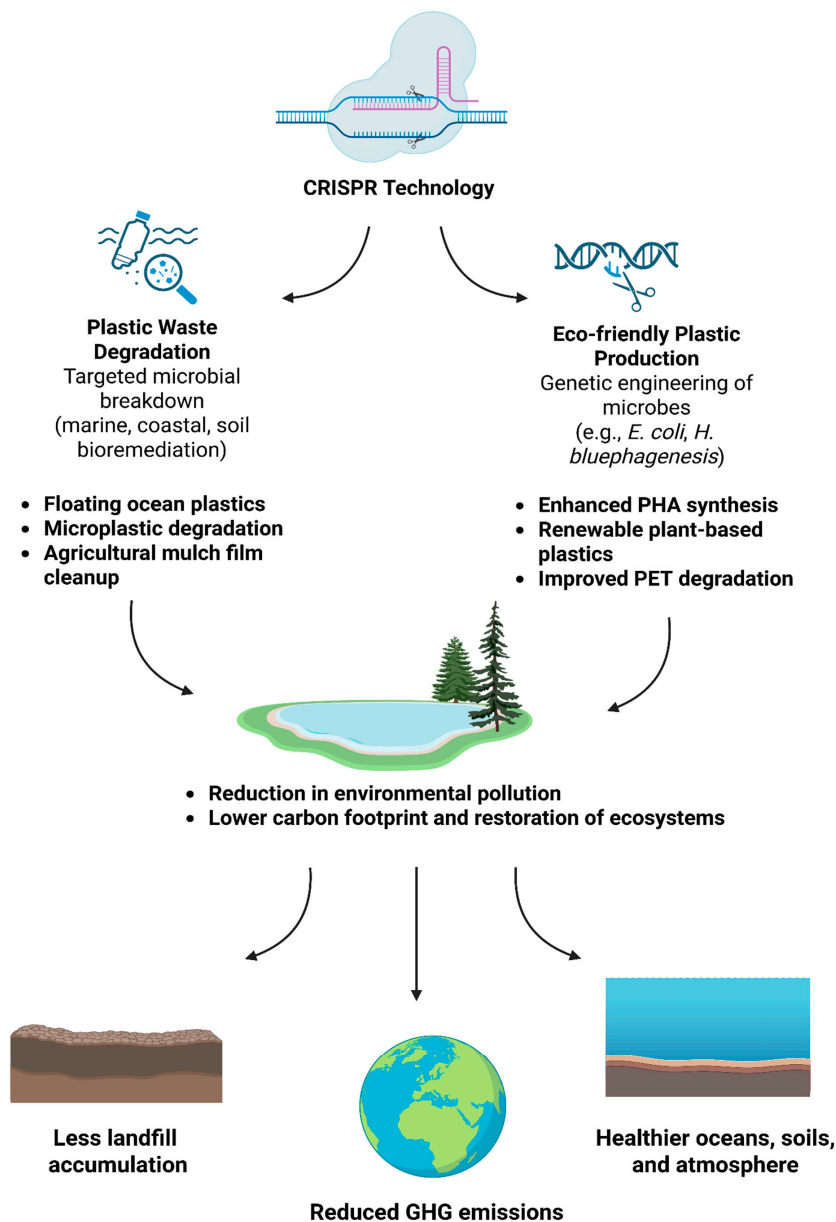 CRISPR Technology
Plastic Waste
Degradation
Targeted microbial
breakdown
(marine, coastal, soil
bioremediation)
• Floating ocean plastics
• Microplastic degradation
• Agricultural mulch film
cleanup
Eco-friendly Plastic
Production
Genetic engineering of
microbes
(e.g., E. coli, H.
bluephagenesis)
• Enhanced PHA synthesis
• Renewable plant-based
plastics
• Improved PET degradation
• Reduction in environmental pollution
• Lower carbon footprint and restoration of ecosystems
Less landfill
accumulation
Reduced GHG emissions
Healthier oceans, soils,
and atmosphere